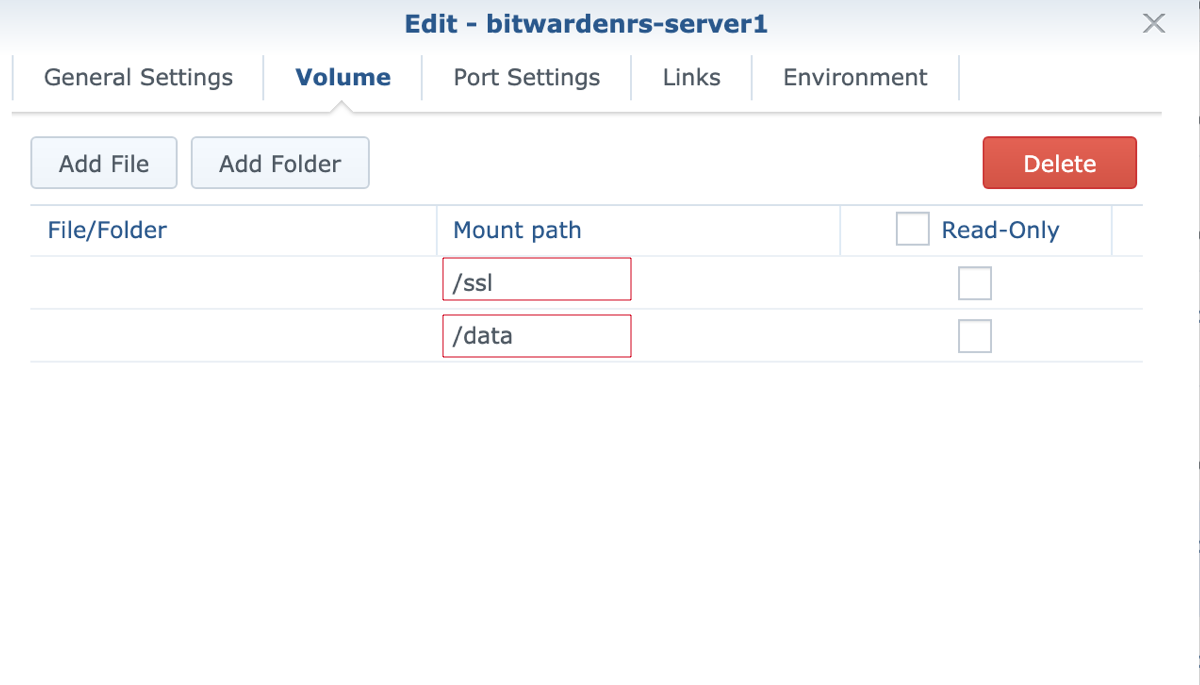 Edit - bitwardenrs-server1
General Settings Volume Port Settings Links Environment
Add File Add Folder Delete
File/Folder Mount path Read-Only
/ssl
/data